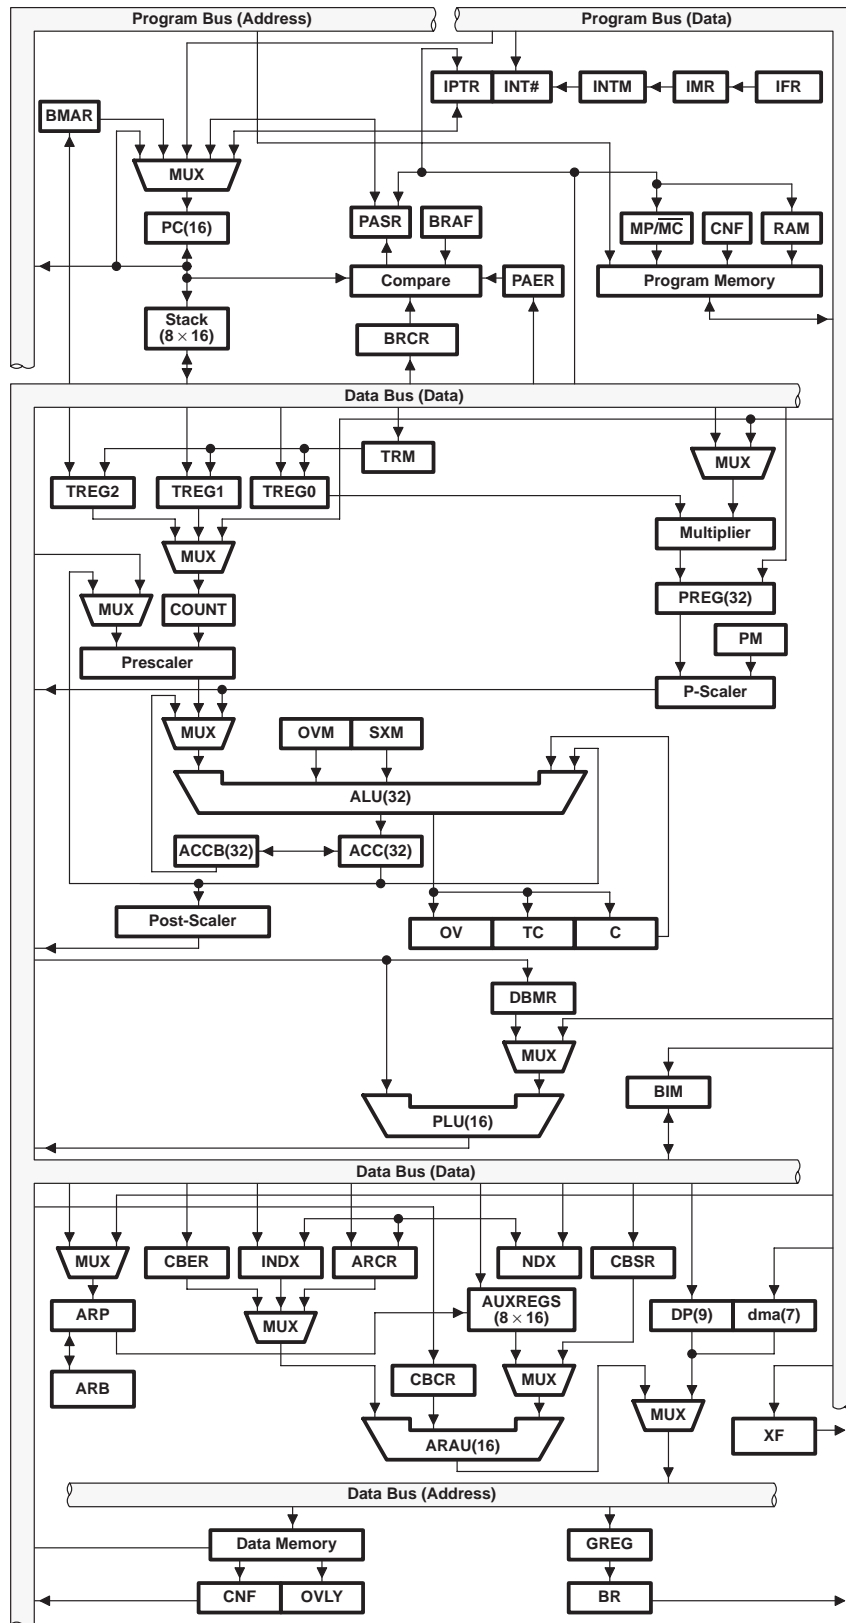 Program Bus (Address)
Program Bus (Data)
IPTR
INT#
INTM
IMR
IFR
BMAR
MUX
PC(16)
PASR
BRAF
MP/M̅C̅
CNF
RAM
Compare
PAER
Program Memory
Stack
(8 × 16)
BRCR
Data Bus (Data)
TRM
MUX
TREG2
TREG1
TREG0
Multiplier
MUX
MUX
COUNT
PREG(32)
PM
Prescaler
P-Scaler
MUX
OVM
SXM
ALU(32)
ACCB(32)
ACC(32)
Post-Scaler
OV
TC
C
DBMR
MUX
BIM
PLU(16)
Data Bus (Data)
MUX
CBER
INDX
ARCR
NDX
CBSR
ARP
MUX
AUXREGS
(8 × 16)
DP(9)
dma(7)
ARB
CBCR
MUX
MUX
ARAU(16)
XF
Data Bus (Address)
Data Memory
GREG
CNF
OVLY
BR